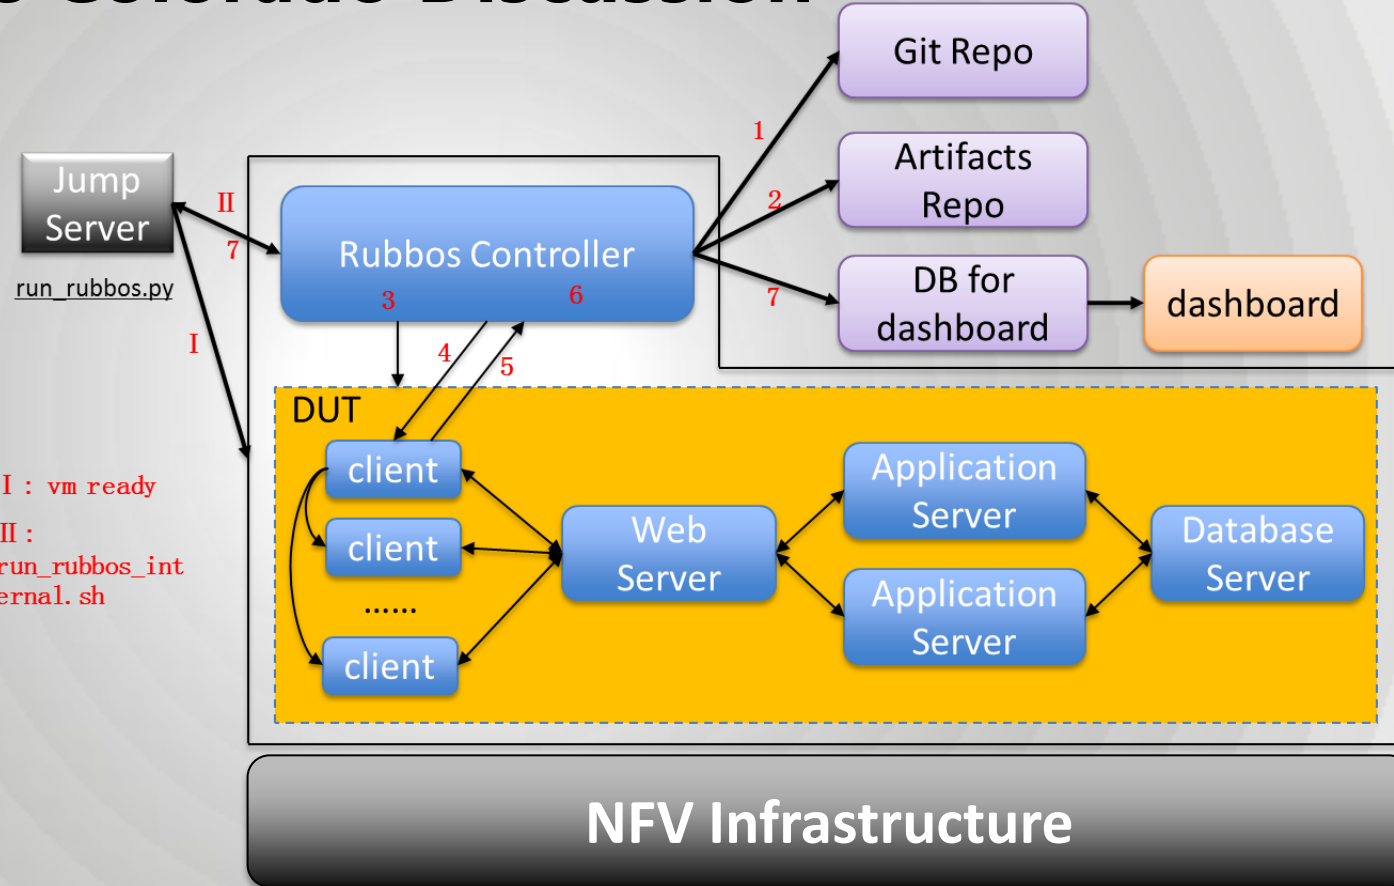 Colorado Discussion
Git Repo
1
Artifacts
Repo
2
Jump
Server
II
7
run_rubbos.py
I
Rubbos Controller
3
6
7
DB for
dashboard
dashboard
4
5
DUT
client
client
......
client
Web
Server
Application
Server
Application
Server
Database
Server
I : vm ready
II :
run_rubbos_int
ernal.sh
NFV Infrastructure